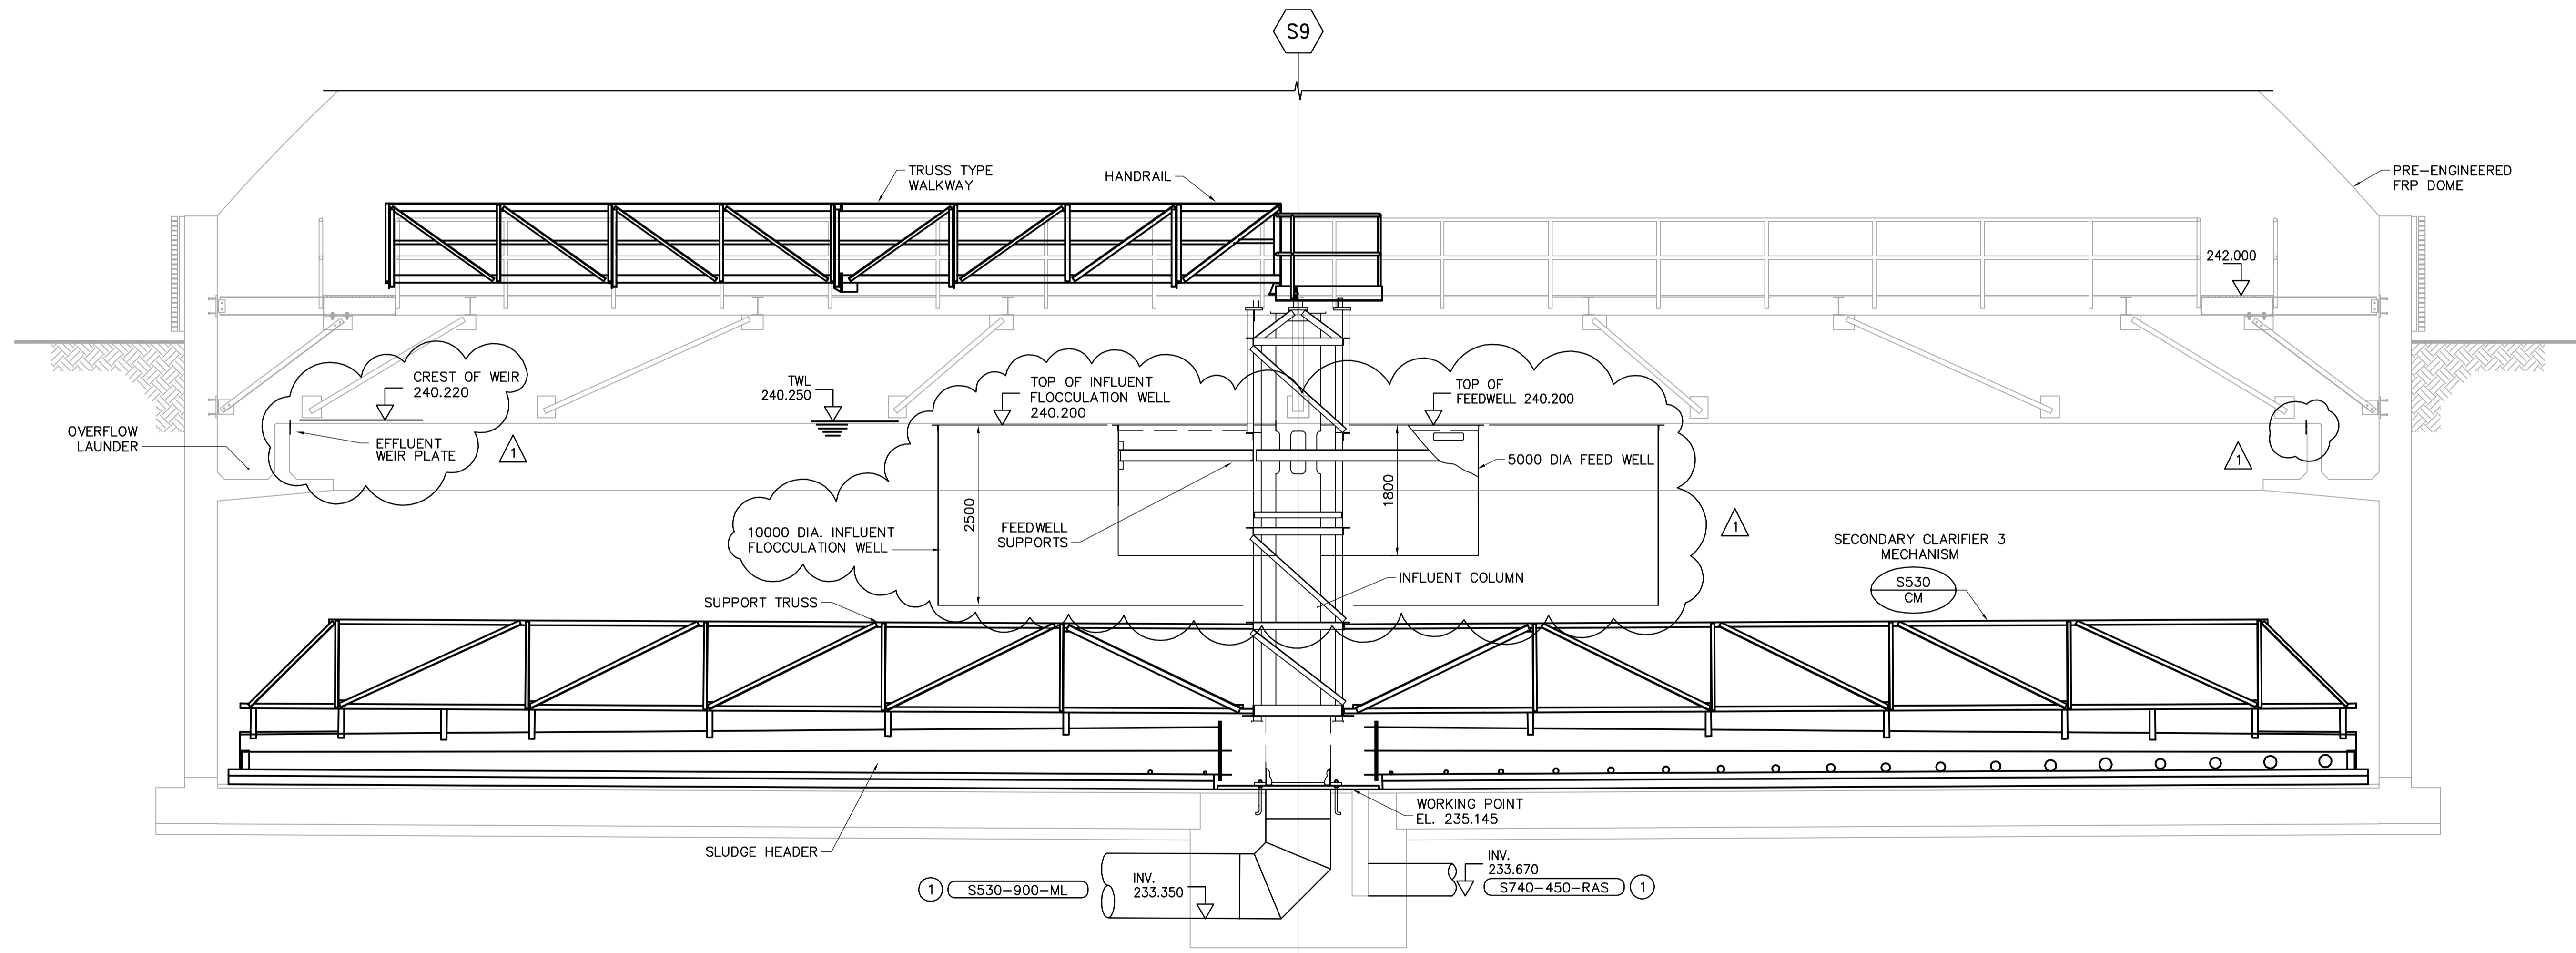 S9
TRUSS TYPE
WALKWAY
HANDRAIL
PRE-ENGINEERED
FRP DOME
242.000
CREST OF WEIR
240.220
TWL
240.250
TOP OF INFLUENT
FLOCCULATION WELL
240.200
TOP OF
FEEDWELL 240.200
OVERFLOW
LAUNDER
EFFLUENT
WEIR PLATE
1
5000 DIA FEED WELL
1
2500
1800
10000 DIA. INFLUENT
FLOCCULATION WELL
FEEDWELL
SUPPORTS
1
SECONDARY CLARIFIER 3
MECHANISM
S530
CM
INFLUENT COLUMN
SUPPORT TRUSS
WORKING POINT
EL. 235.145
SLUDGE HEADER
1
S530-900-ML
INV.
233.350
INV.
233.670
S740-450-RAS
1